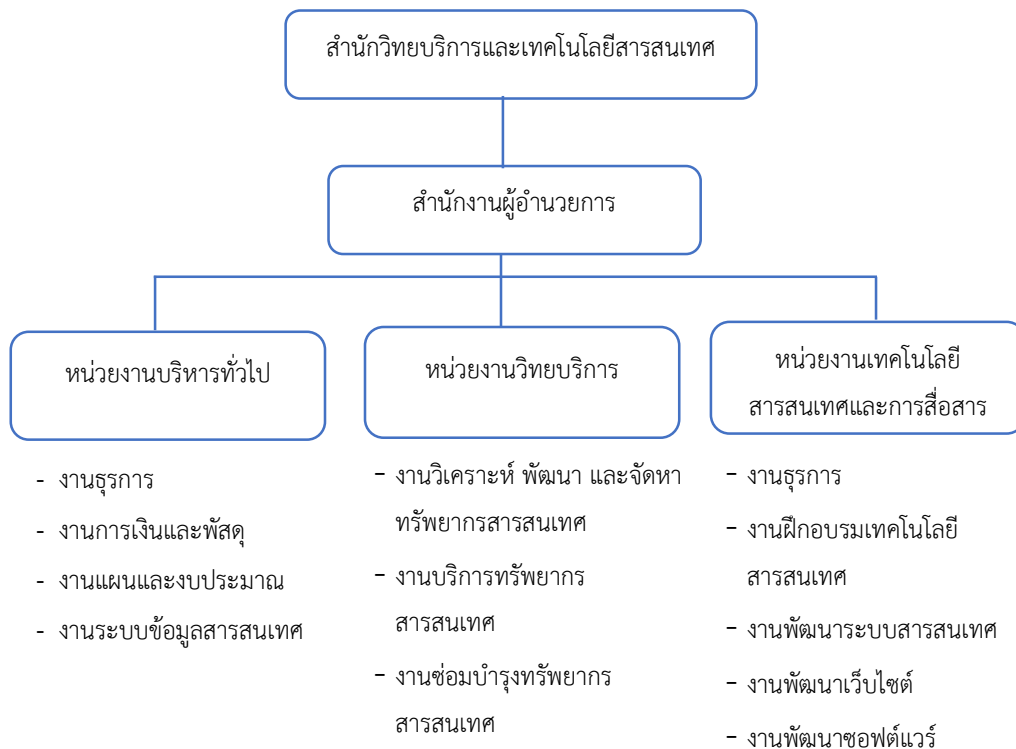 สำนักวิทยบริการและเทคโนโลยีสารสนเทศ
สำนักงานผู้อำนวยการ
หน่วยงานบริหารทั่วไป
- งานธุรการ
- งานการเงินและพัสดุ
- งานแผนและงบประมาณ
- งานระบบข้อมูลสารสนเทศ
หน่วยงานวิทยบริการ
- งานวิเคราะห์ พัฒนา และจัดหา
ทรัพยากรสารสนเทศ
- งานบริการทรัพยากร
สารสนเทศ
- งานซ่อมบำรุงทรัพยากร
สารสนเทศ
หน่วยงานเทคโนโลยี
สารสนเทศและการสื่อสาร
- งานธุรการ
- งานฝึกอบรมเทคโนโลยี
สารสนเทศ
- งานพัฒนาระบบสารสนเทศ
- งานพัฒนาเว็บไซต์
- งานพัฒนาซอฟต์แวร์